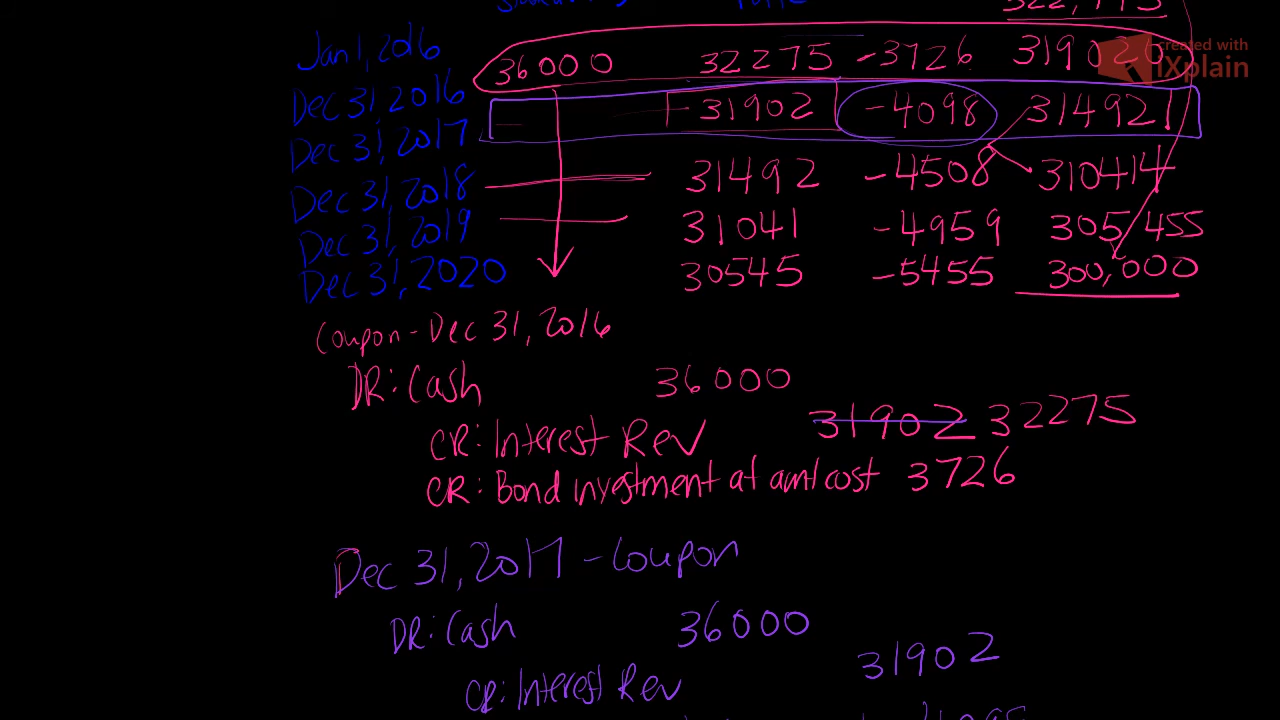 Jan 1, 2016
36000 32275 -3726 319020
created with
iXplain
Dec 31, 2016 31902 -4098 314921
Dec 31, 2017
31492 -4508 310414
Dec 31, 2018
Dec 31, 2019 31041 -4959 305,455
Dec 31, 2020 30545 -5455 300,000
Coupon - Dec 31, 2016
DR: Cash 36000
31902 32275
CR: Interest Rev
CR: Bond investment at amt cost 3726
Dec 31, 2017 - Coupon
DR: Cash 36000
31902
CR: Interest Rev